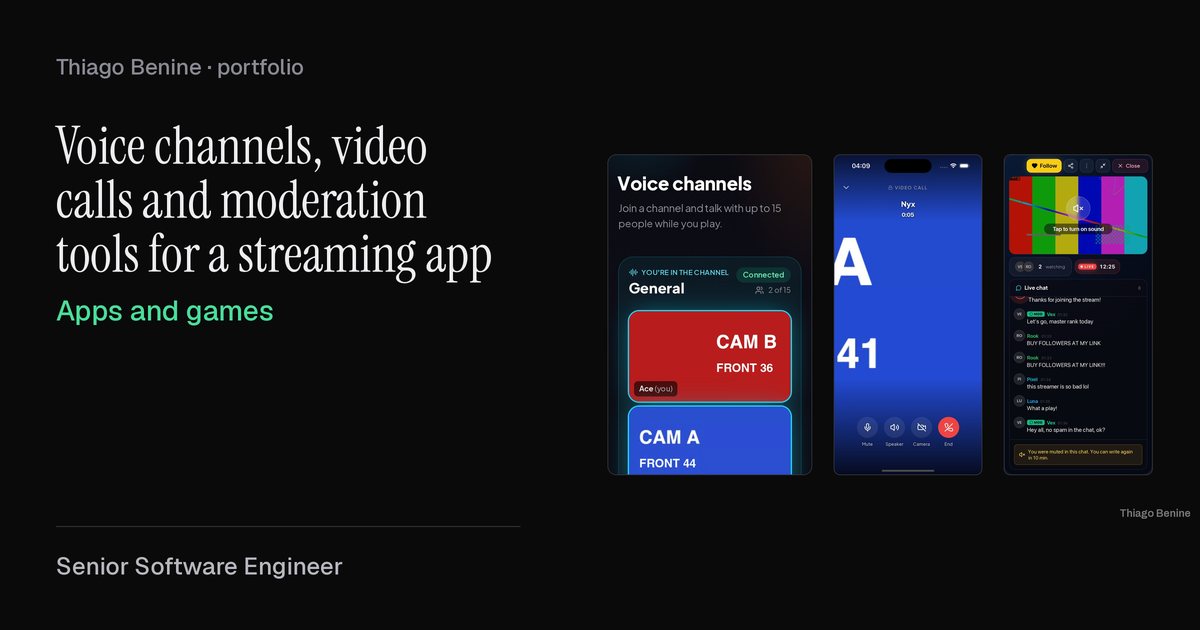 Thiago Benine · portfolio
Voice channels, video
calls and moderation
tools for a streaming app
Apps and games
Senior Software Engineer
Voice channels
Join a channel and talk with up to 15
people while you play.
YOU'RE IN THE CHANNEL
Connected
General
2 of 15
CAM B
FRONT 36
Ace (you)
CAM A
FRONT 44
04:09
VIDEO CALL
Nyx
0:05
A
41
Mute
Speaker
Camera
End
Follow
Close
Tap to turn on sound
2 watching
LIVE
12:25
Live chat
Thanks for joining the stream!
Vex
Let's go, master rank today
Rook
BUY FOLLOWERS AT MY LINK
Rook
BUY FOLLOWERS AT MY LINK!!!
Pixel
this streamer is so bad lol
Luna
What a play!
Vex
Hey all, no spam in the chat, ok?
You were muted in this chat. You can write again
in 10 min.
Thiago Benine